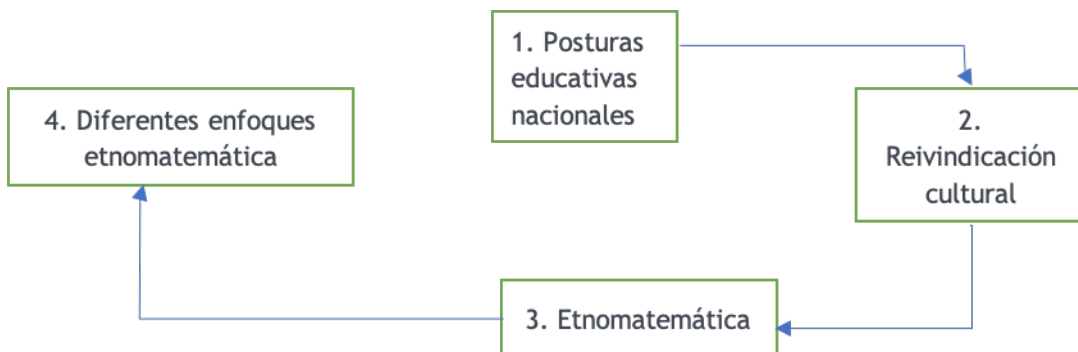 1. Posturas
educativas
nacionales
2.
Reivindicación
cultural
3. Etnomatemática
4. Diferentes enfoques
etnomatemática